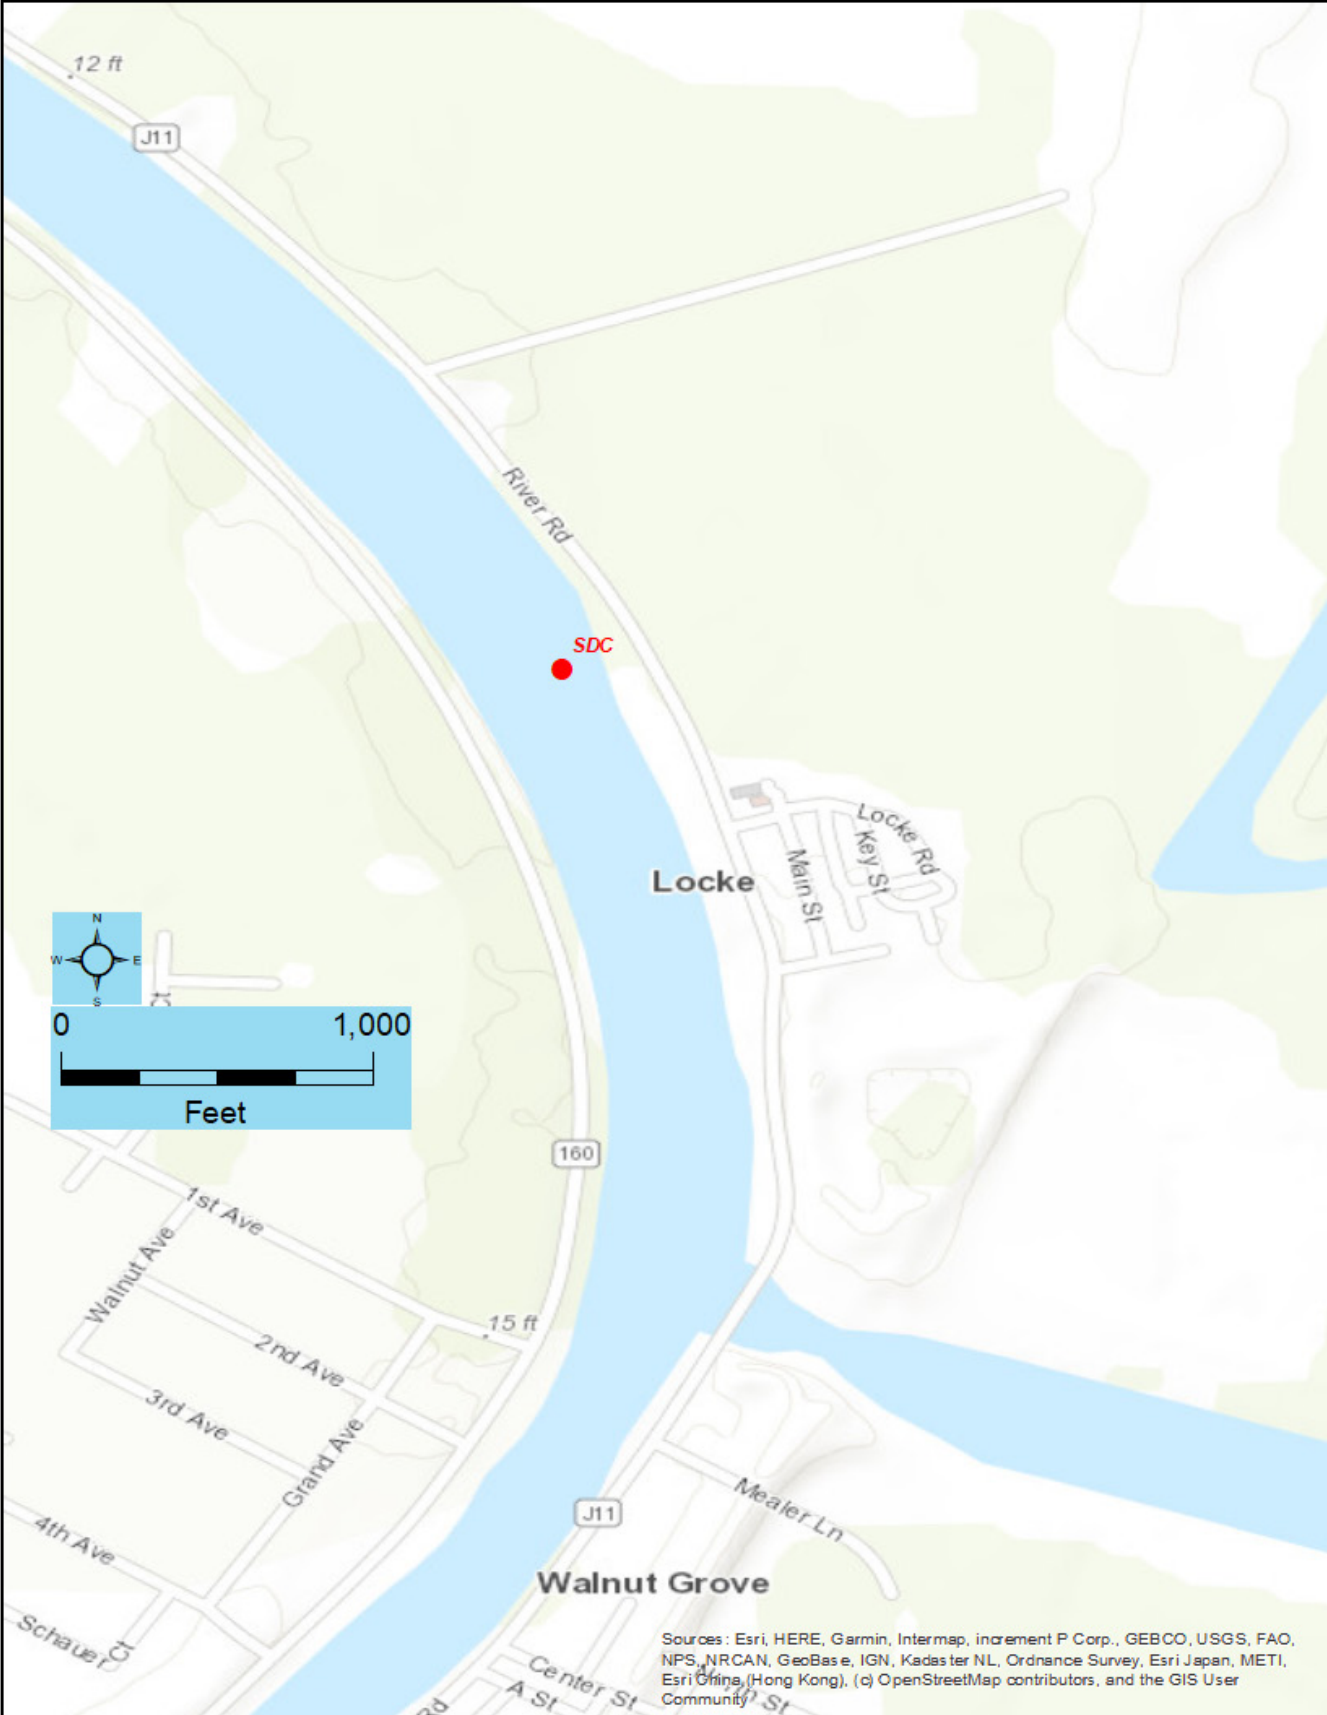 12 ft
J11
River Rd
SDC
Locke Rd
Key St
Main St
Locke
N
W E
S
Ct
0 1,000
Feet
160
1st Ave
Walnut Ave
15 ft
2nd Ave
3rd Ave
Grand Ave
J11
Mealer Ln
4th Ave
Walnut Grove
Schauer Ct
Center St
A St
Rd
Sources: Esri, HERE, Garmin, Intermap, increment P Corp., GEBCO, USGS, FAO,
NPS, NRCAN, GeoBase, IGN, Kadaster NL, Ordnance Survey, Esri Japan, METI,
Esri China (Hong Kong), (c) OpenStreetMap contributors, and the GIS User
Community
St